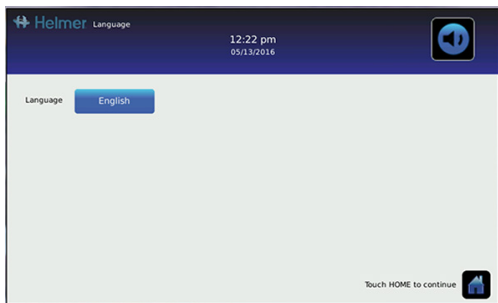 Helmer Language
12:22 pm
05/13/2016
Language English
Touch HOME to continue